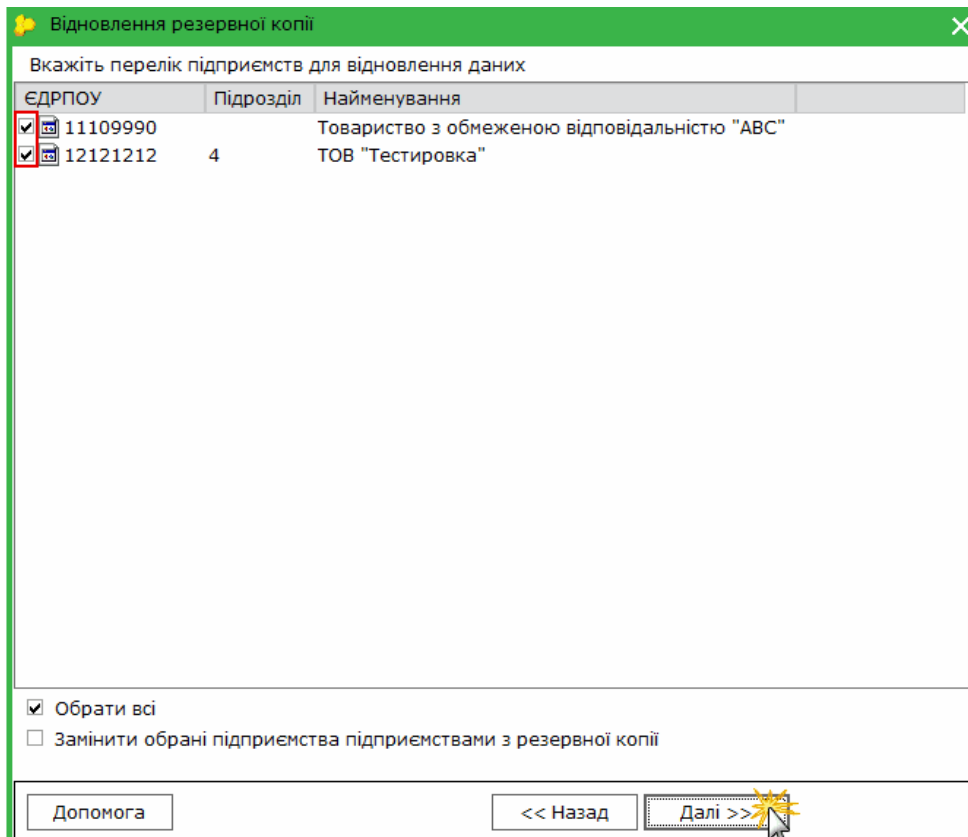 Відновлення резервної копії
Вкажіть перелік підприємств для відновлення даних
ЄДРПОУ Підрозділ Найменування
11109990 Товариство з обмеженою відповідальністю "АВС"
12121212 4 ТОВ "Тестировка"
Обрати всі
Замінити обрані підприємства підприємствами з резервної копії
Допомога << Назад Далі >>